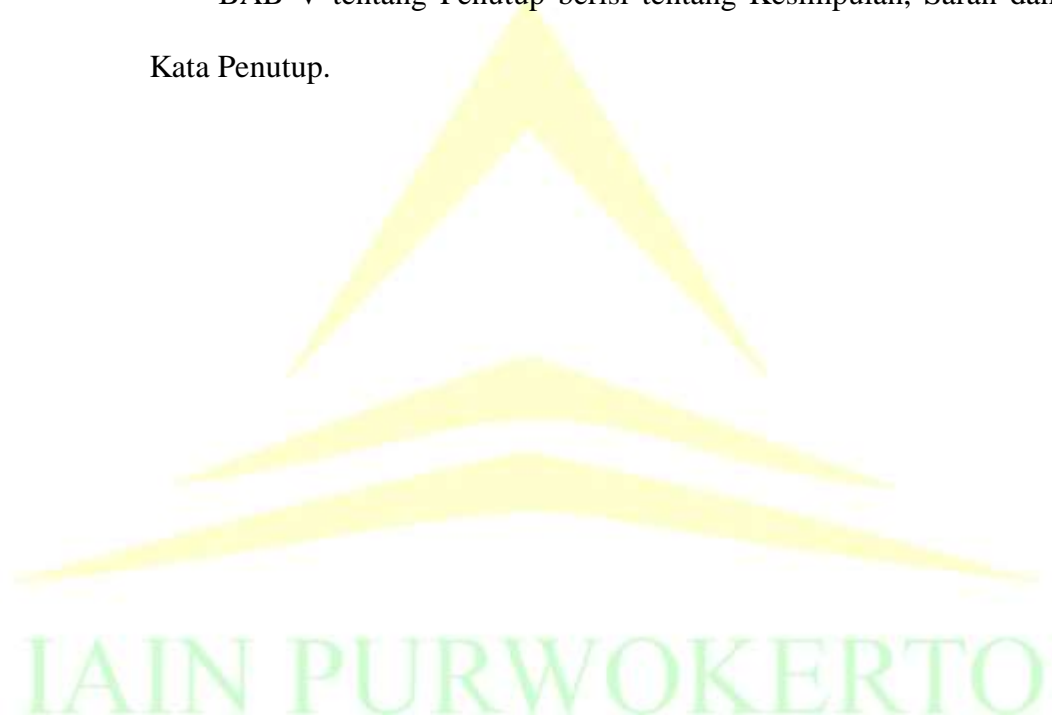 BAB V tentang Penutup berisi tentang Kesimpulan, Saran dan
Kata Penutup.
IAIN PURWOKERTO